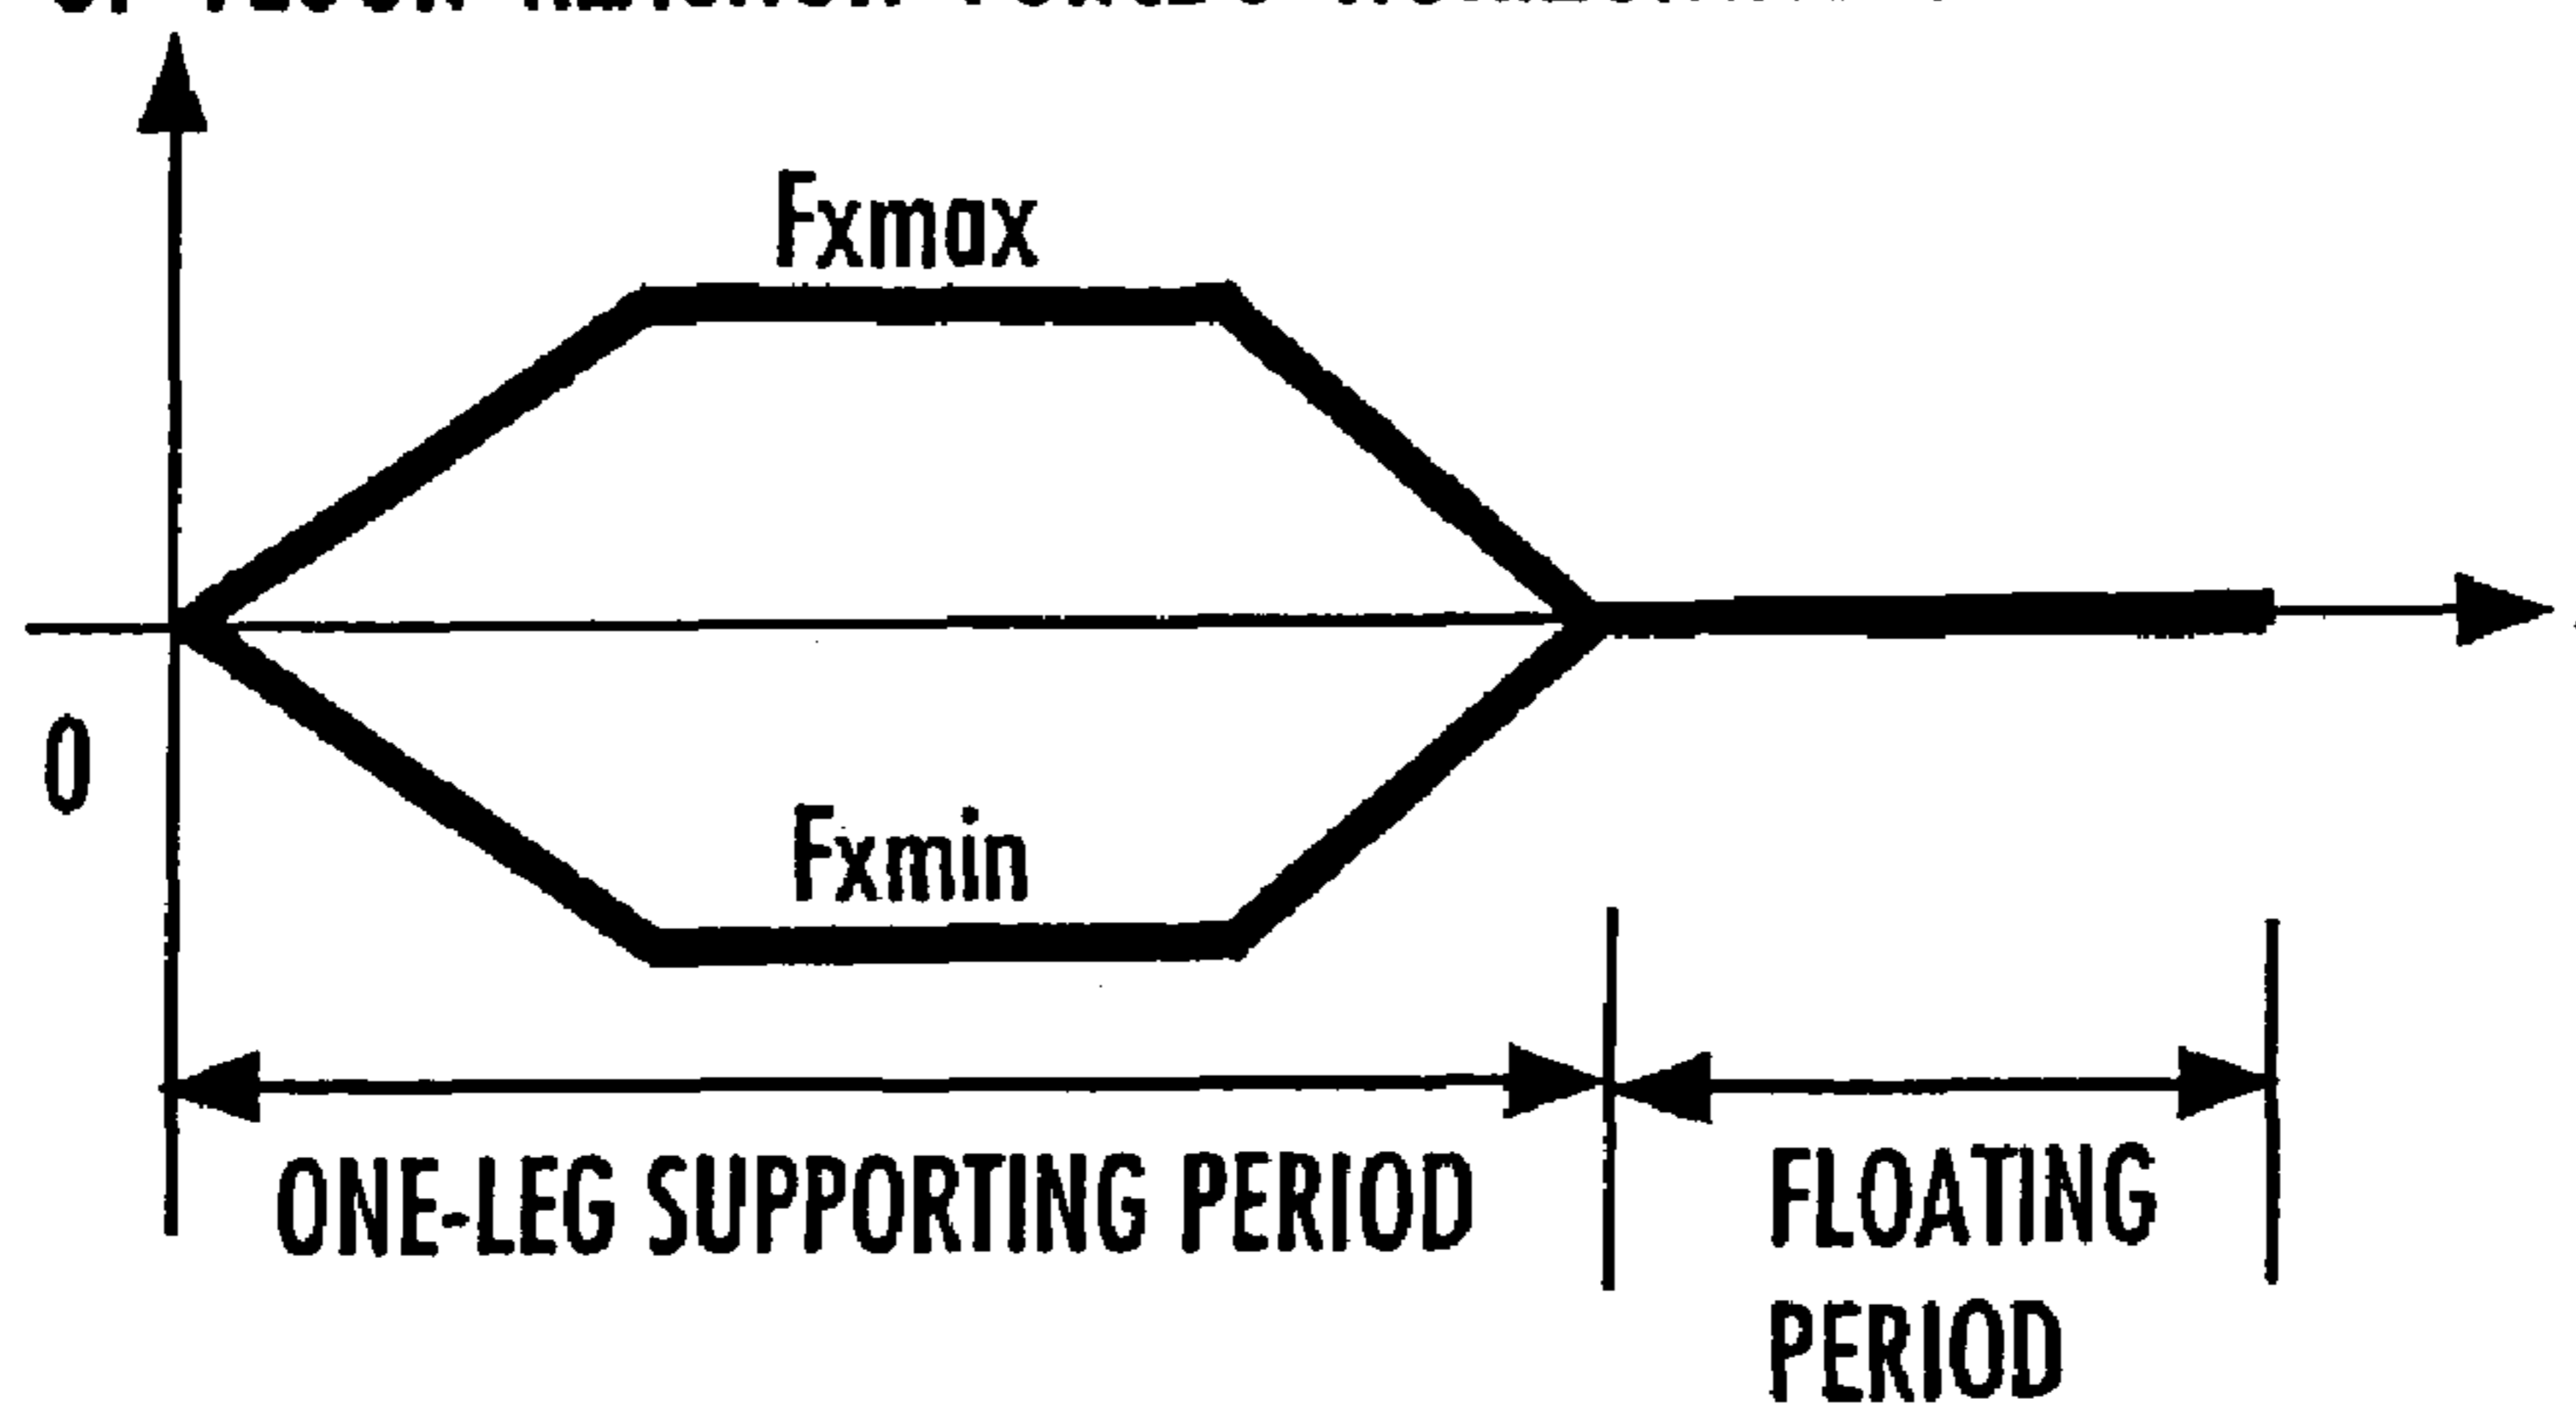 Fxmax
0
Fxmin
ONE-LEG SUPPORTING PERIOD
FLOATING
PERIOD